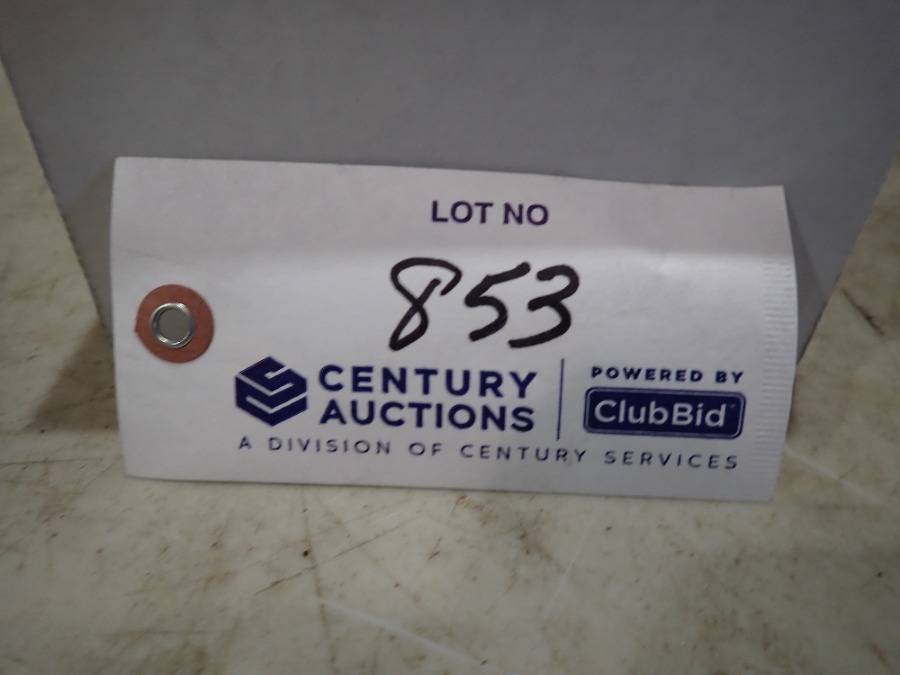 LOT NO
853
CENTURY
AUCTIONS
POWERED BY
ClubBid
A DIVISION OF CENTURY SERVICES